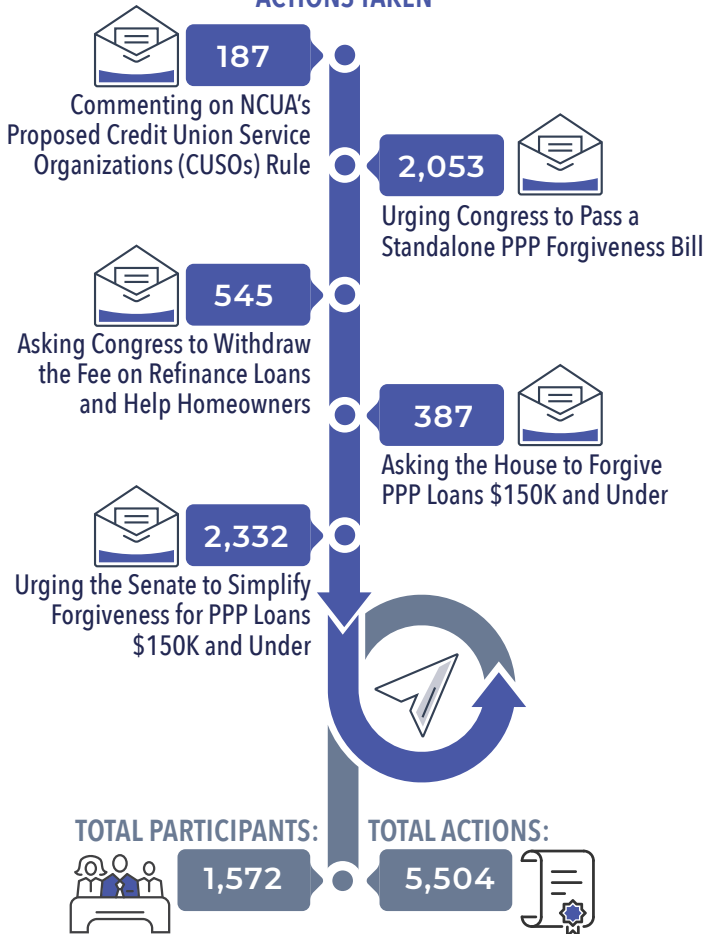 ACTIONS TAKEN
187
Commenting on NCUA's
Proposed Credit Union Service
Organizations (CUSOs) Rule
2,053
Urging Congress to Pass a
Standalone PPP Forgiveness Bill
545
Asking Congress to Withdraw
the Fee on Refinance Loans
and Help Homeowners
387
Asking the House to Forgive
PPP Loans $150K and Under
2,332
Urging the Senate to Simplify
Forgiveness for PPP Loans
$150K and Under
TOTAL PARTICIPANTS:
1,572
TOTAL ACTIONS:
5,504